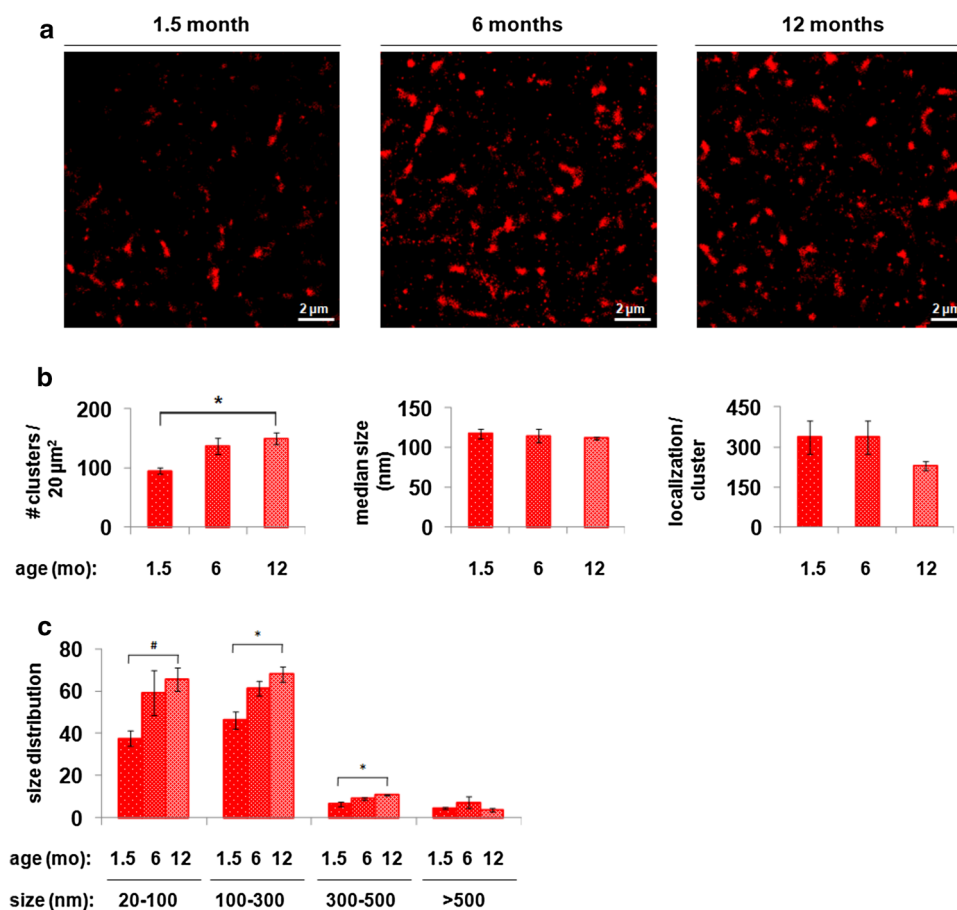 a
1.5 month
6 months
12 months
2 µm
2 µm
2 µm
b
# clusters/
20 µm²
200
100
0
*
age (mo):
1.5
6
12
median size
(nm)
150
100
50
0
1.5
6
12
localization/
cluster
450
300
150
0
1.5
6
12
c
size distribution
80
60
40
20
0
#
*
*
age (mo):
1.5 6 12
1.5 6 12
1.5 6 12
1.5 6 12
size (nm):
20-100
100-300
300-500
>500